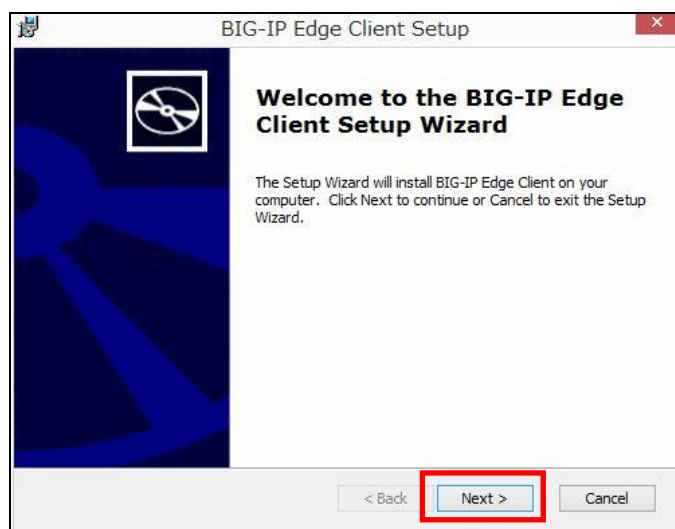 BIG-IP Edge Client Setup
Welcome to the BIG-IP Edge
Client Setup Wizard
The Setup Wizard will install BIG-IP Edge Client on your
computer. Click Next to continue or Cancel to exit the Setup
Wizard.
< Back Next > Cancel